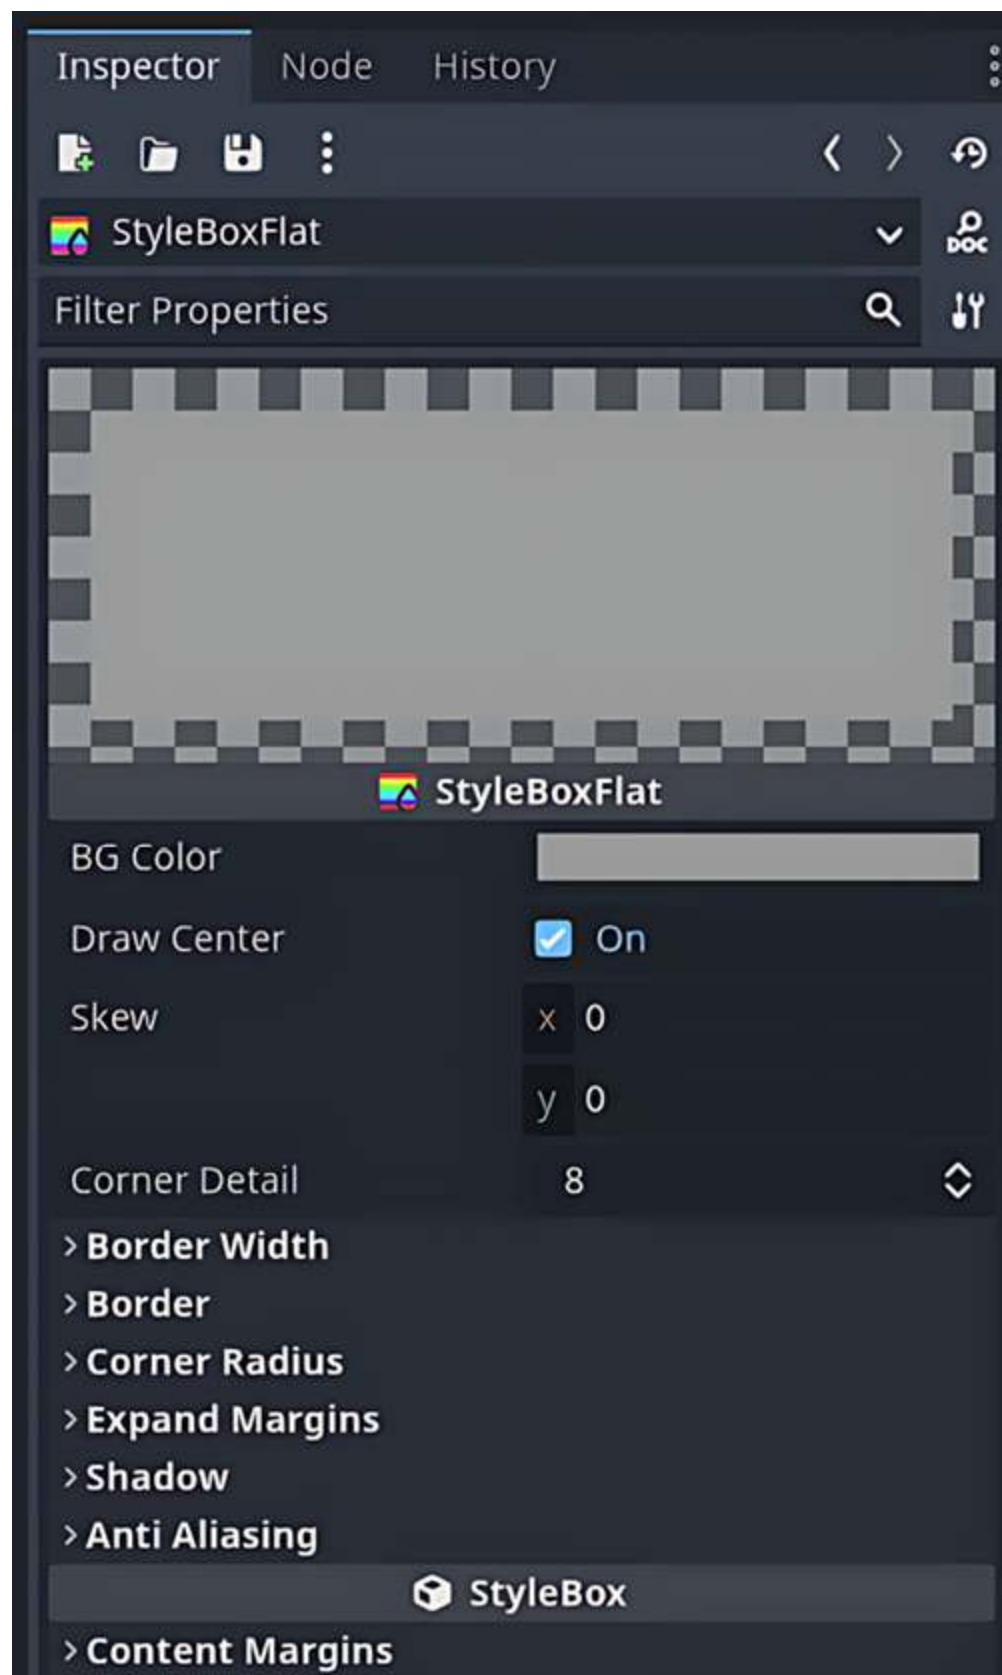 Inspector Node History
StyleBoxFlat
DOC
Filter Properties
StyleBoxFlat
BG Color
Draw Center On
Skew x 0
y 0
Corner Detail 8
Border Width
Border
Corner Radius
Expand Margins
Shadow
Anti Aliasing
StyleBox
Content Margins